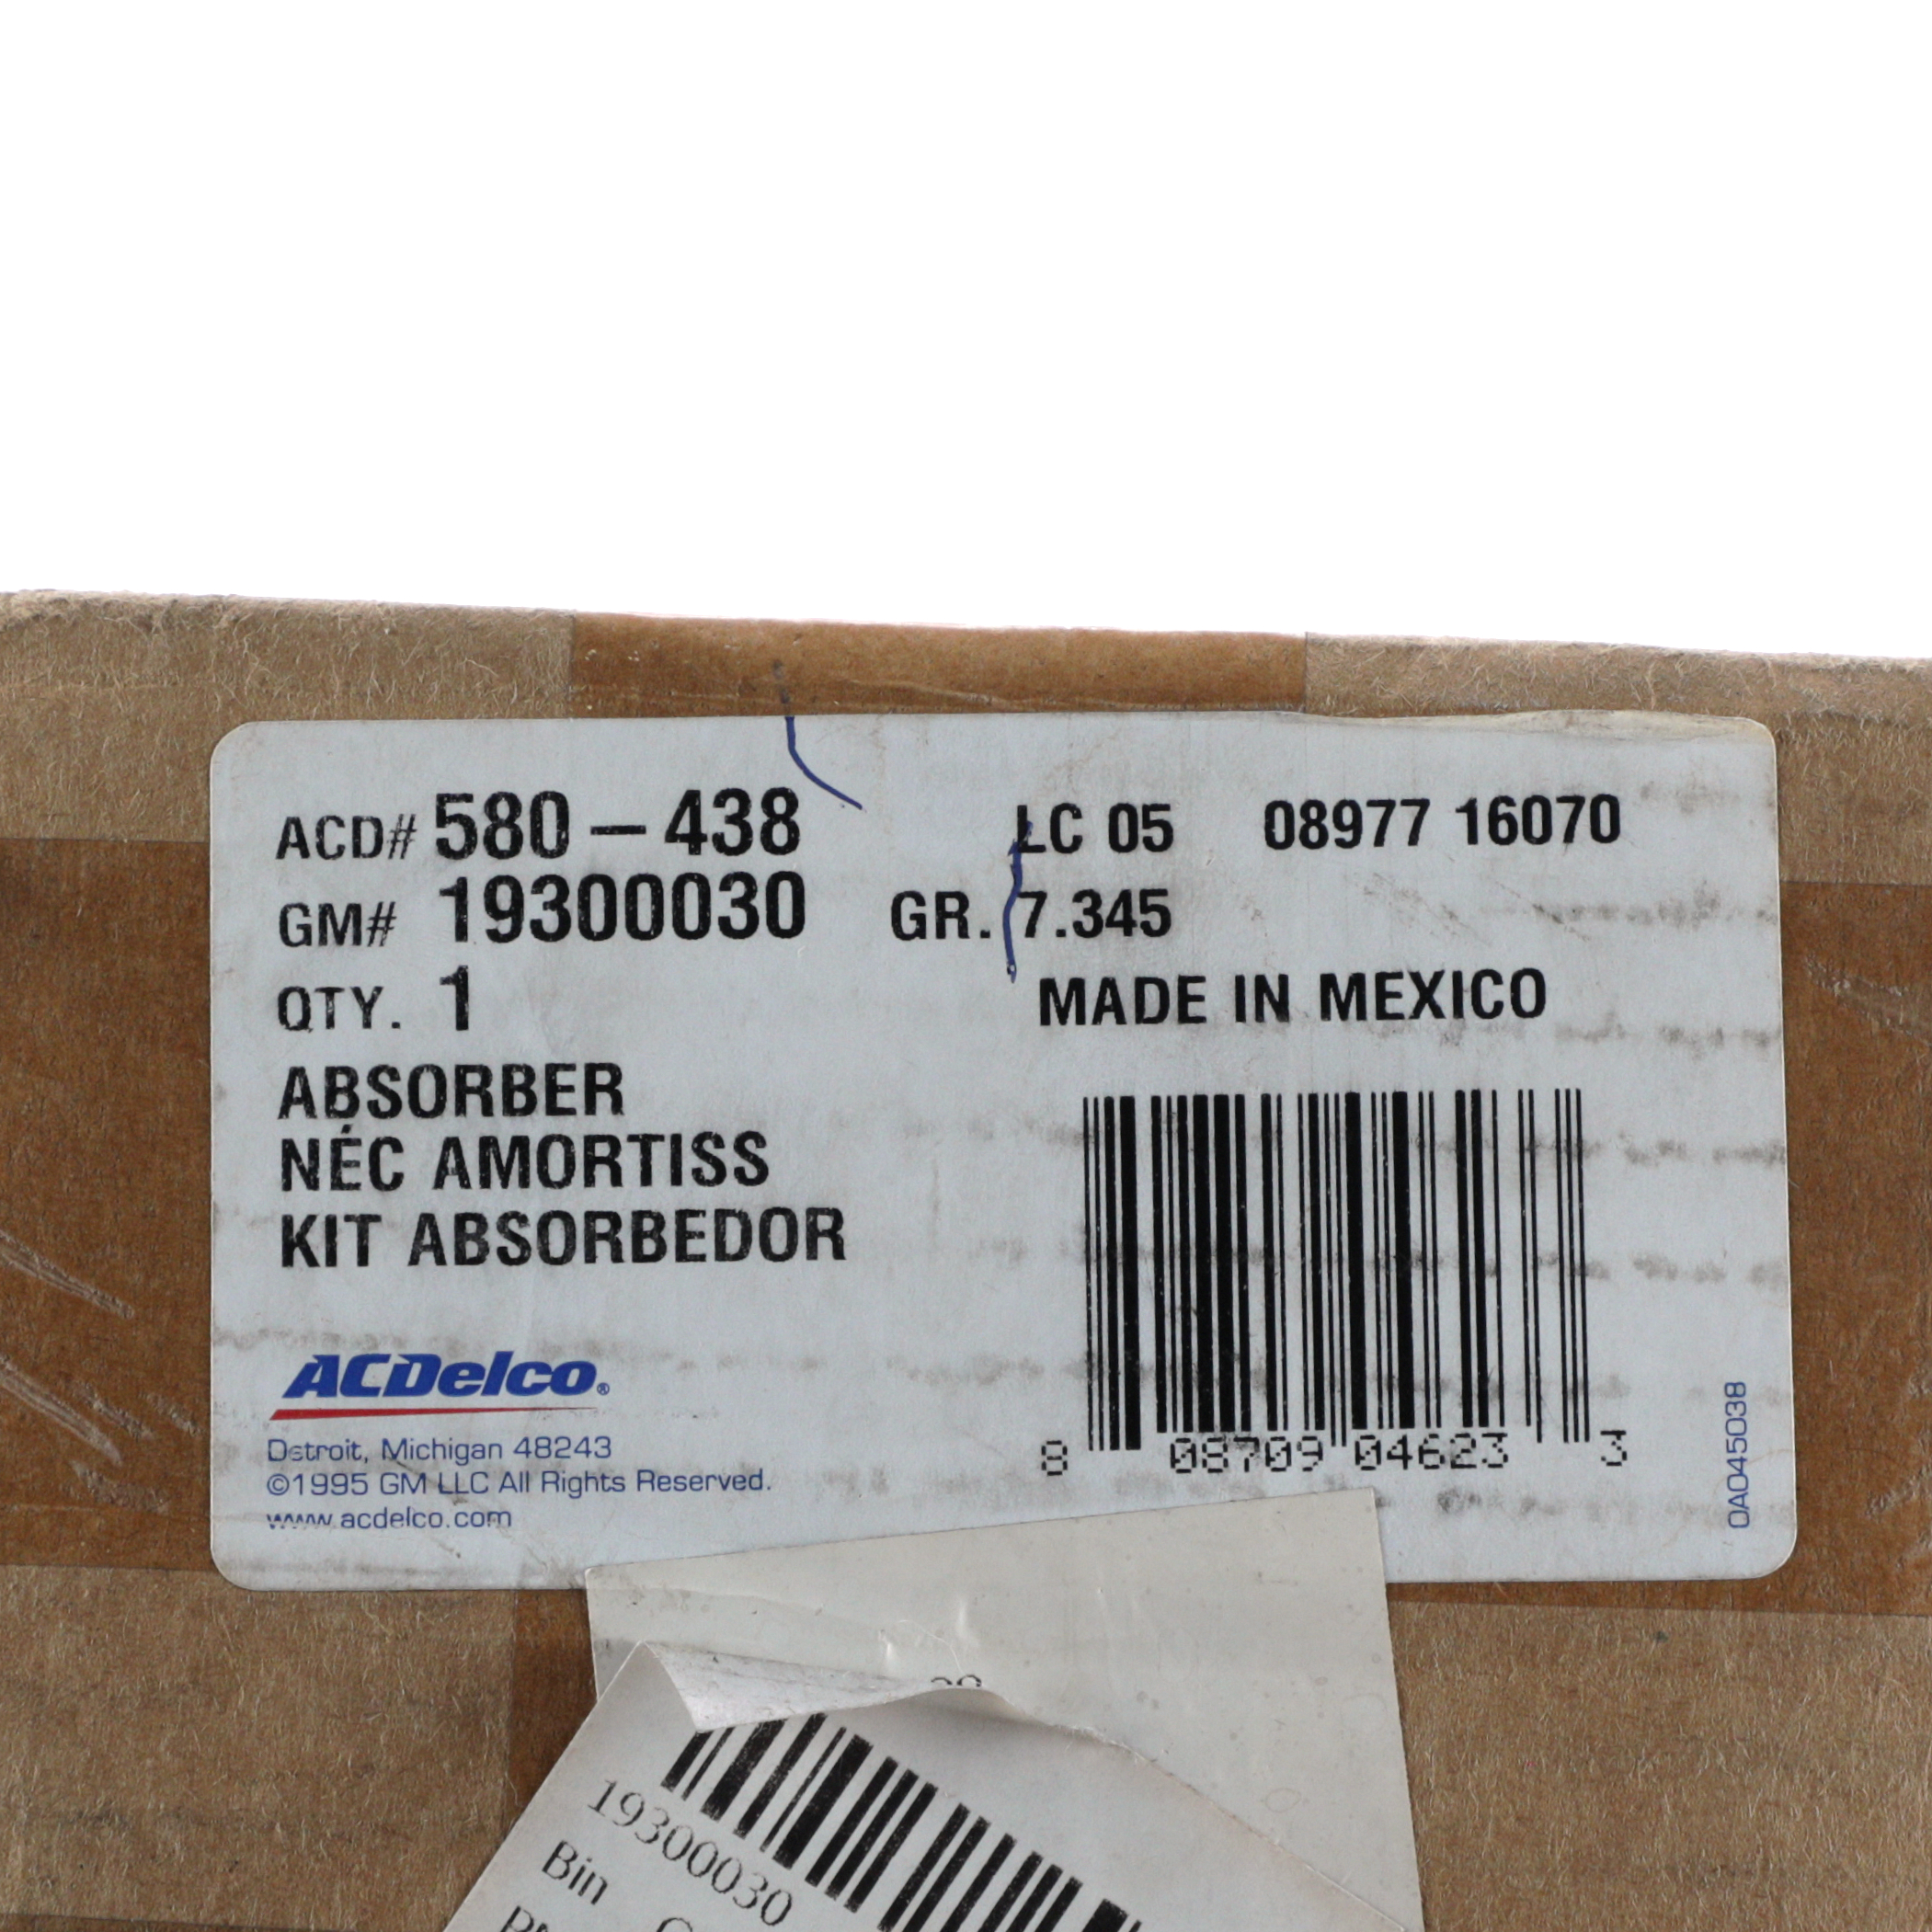 ACD# 580 – 438 LC 05 08977 16070
GM# 19300030 GR. 7.345
QTY. 1 MADE IN MEXICO
ABSORBER
NÉC AMORTISS
KIT ABSORBEDOR
ACDelco®
Detroit, Michigan 48243
©1995 GM LLC All Rights Reserved.
www.acdelco.com
8 08709 04623 3
0A045038
19300030
Bin